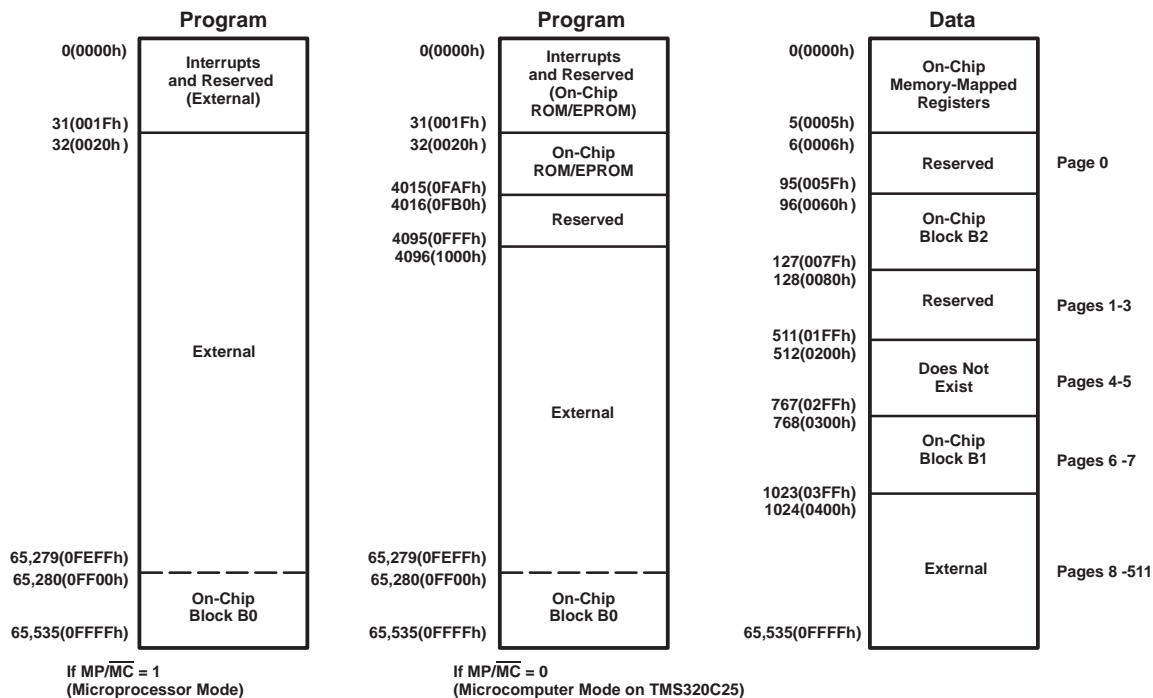 Program
0(0000h)
Interrupts
and Reserved
(External)
31(001Fh)
32(0020h)
External
65,279(0FEFFh)
65,280(0FF00h)
On-Chip
Block B0
65,535(0FFFFh)
If MP/MC = 1
(Microprocessor Mode)
Program
0(0000h)
Interrupts
and Reserved
(On-Chip
ROM/EPROM)
31(001Fh)
32(0020h)
On-Chip
ROM/EPROM
4015(0FAFh)
4016(0FB0h)
Reserved
4095(0FFFh)
4096(1000h)
External
65,279(0FEFFh)
65,280(0FF00h)
On-Chip
Block B0
65,535(0FFFFh)
If MP/MC = 0
(Microcomputer Mode on TMS320C25)
Data
0(0000h)
On-Chip
Memory-Mapped
Registers
5(0005h)
6(0006h)
Reserved
Page 0
95(005Fh)
96(0060h )
On-Chip
Block B2
127(007Fh)
128(0080h)
Reserved
Pages 1-3
511(01FFh)
512(0200h)
Does Not
Exist
Pages 4-5
767(02FFh)
768(0300h)
On-Chip
Block B1
Pages 6 -7
1023(03FFh)
1024(0400h)
External
Pages 8 -511
65,535(0FFFFh)